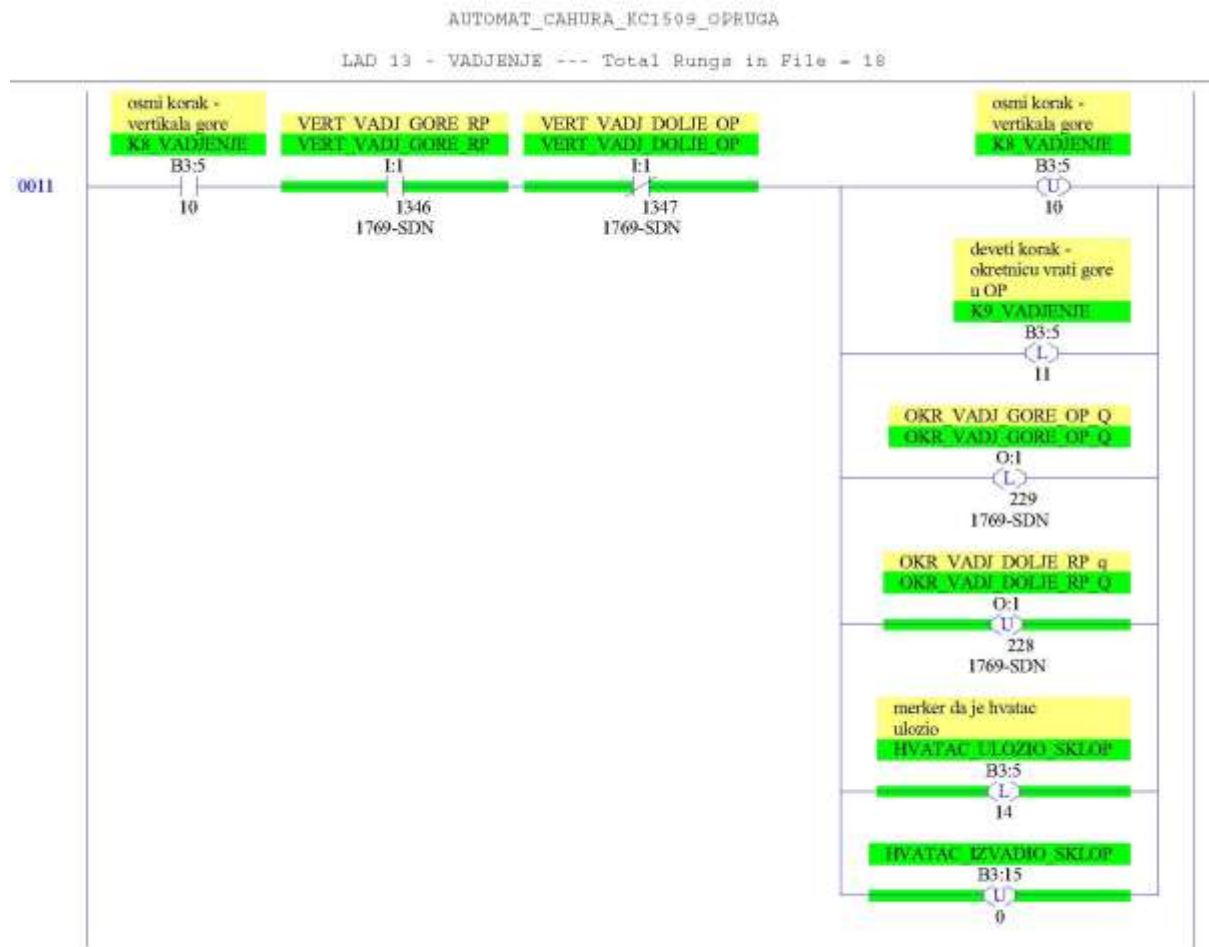 AUTOMAT_CAHURA_KC1509_OPRUGA
LAD 13 - VADJENJE --- Total Rungs in File = 18
osmi korak -
vertikala gore
K8_VADJENJE
B3:5
10
VERT_VADJ_GORE_RP
VERT_VADJ_GORE_RP
I:1
1346
1769-SDN
VERT_VADJ_DOLJE_OP
VERT_VADJ_DOLJE_OP
I:1
1347
1769-SDN
osmi korak -
vertikala gore
K8_VADJENJE
B3:5
U
10
0011
deveti korak -
okretnicu vrati gore
u OP
K9_VADJENJE
B3:5
L
11
OKR_VADJ_GORE_OP_Q
OKR_VADJ_GORE_OP_Q
O:1
L
229
1769-SDN
OKR_VADJ_DOLJE_RP_q
OKR_VADJ_DOLJE_RP_Q
O:1
U
228
1769-SDN
merker da je hvatac
ulozio
HVATAC_ULOZIO_SKLOP
B3:5
L
14
HVATAC_IZVADIO_SKLOP
B3:15
U
0